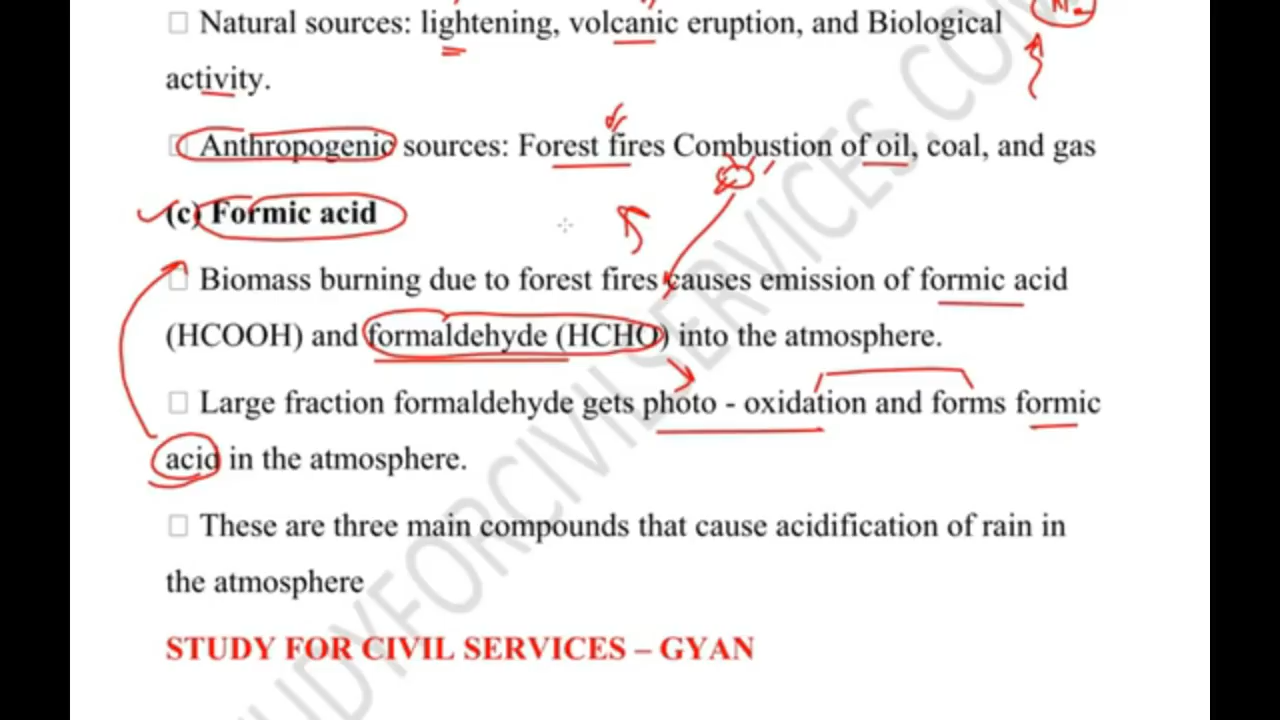 □ Natural sources: lightening, volcanic eruption, and Biological
activity.
□ Anthropogenic sources: Forest fires Combustion of oil, coal, and gas
(c) Formic acid
□ Biomass burning due to forest fires causes emission of formic acid
(HCOOH) and formaldehyde (HCHO) into the atmosphere.
□ Large fraction formaldehyde gets photo - oxidation and forms formic
acid in the atmosphere.
□ These are three main compounds that cause acidification of rain in
the atmosphere
STUDY FOR CIVIL SERVICES – GYAN
STUDYFORCIVILSERVICES.COM